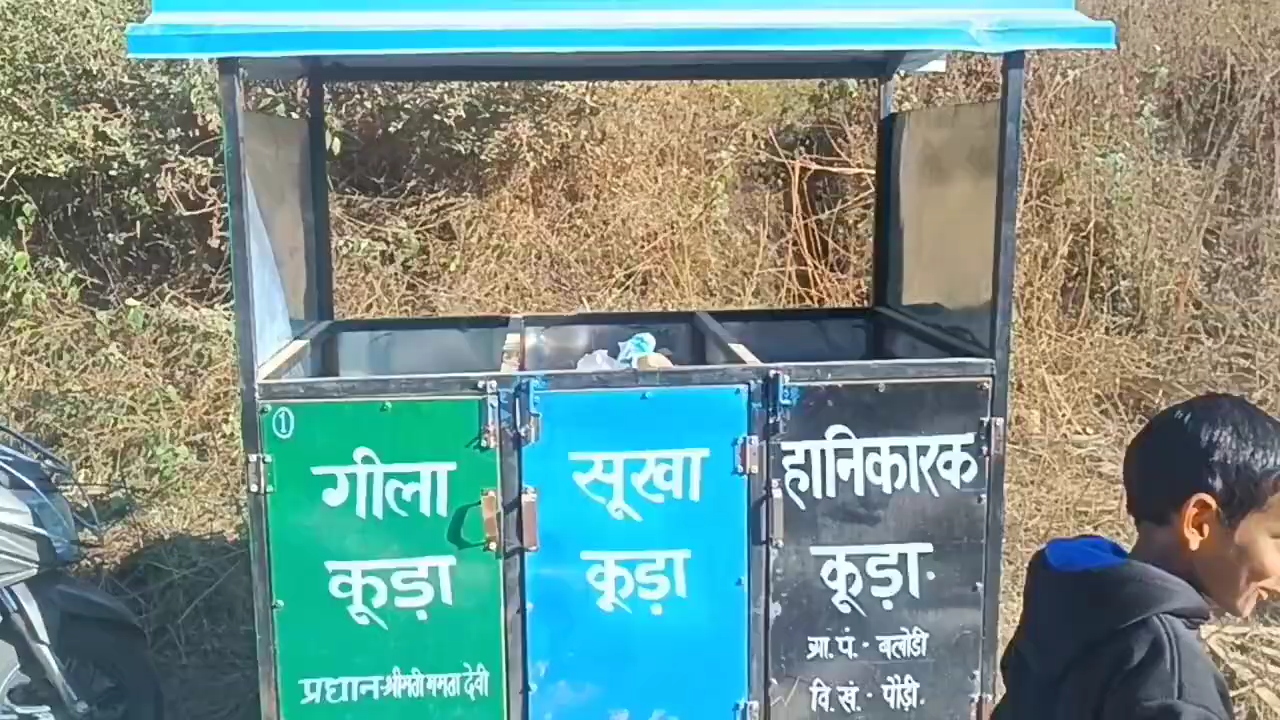 ①
गीला
कूड़ा
प्रधान-श्रीमती ममता देवी
सूखा
कूड़ा
हानिकारक
कूड़ा.
ग्रा. पं. - बलोडी
वि. खं. - पौड़ी.